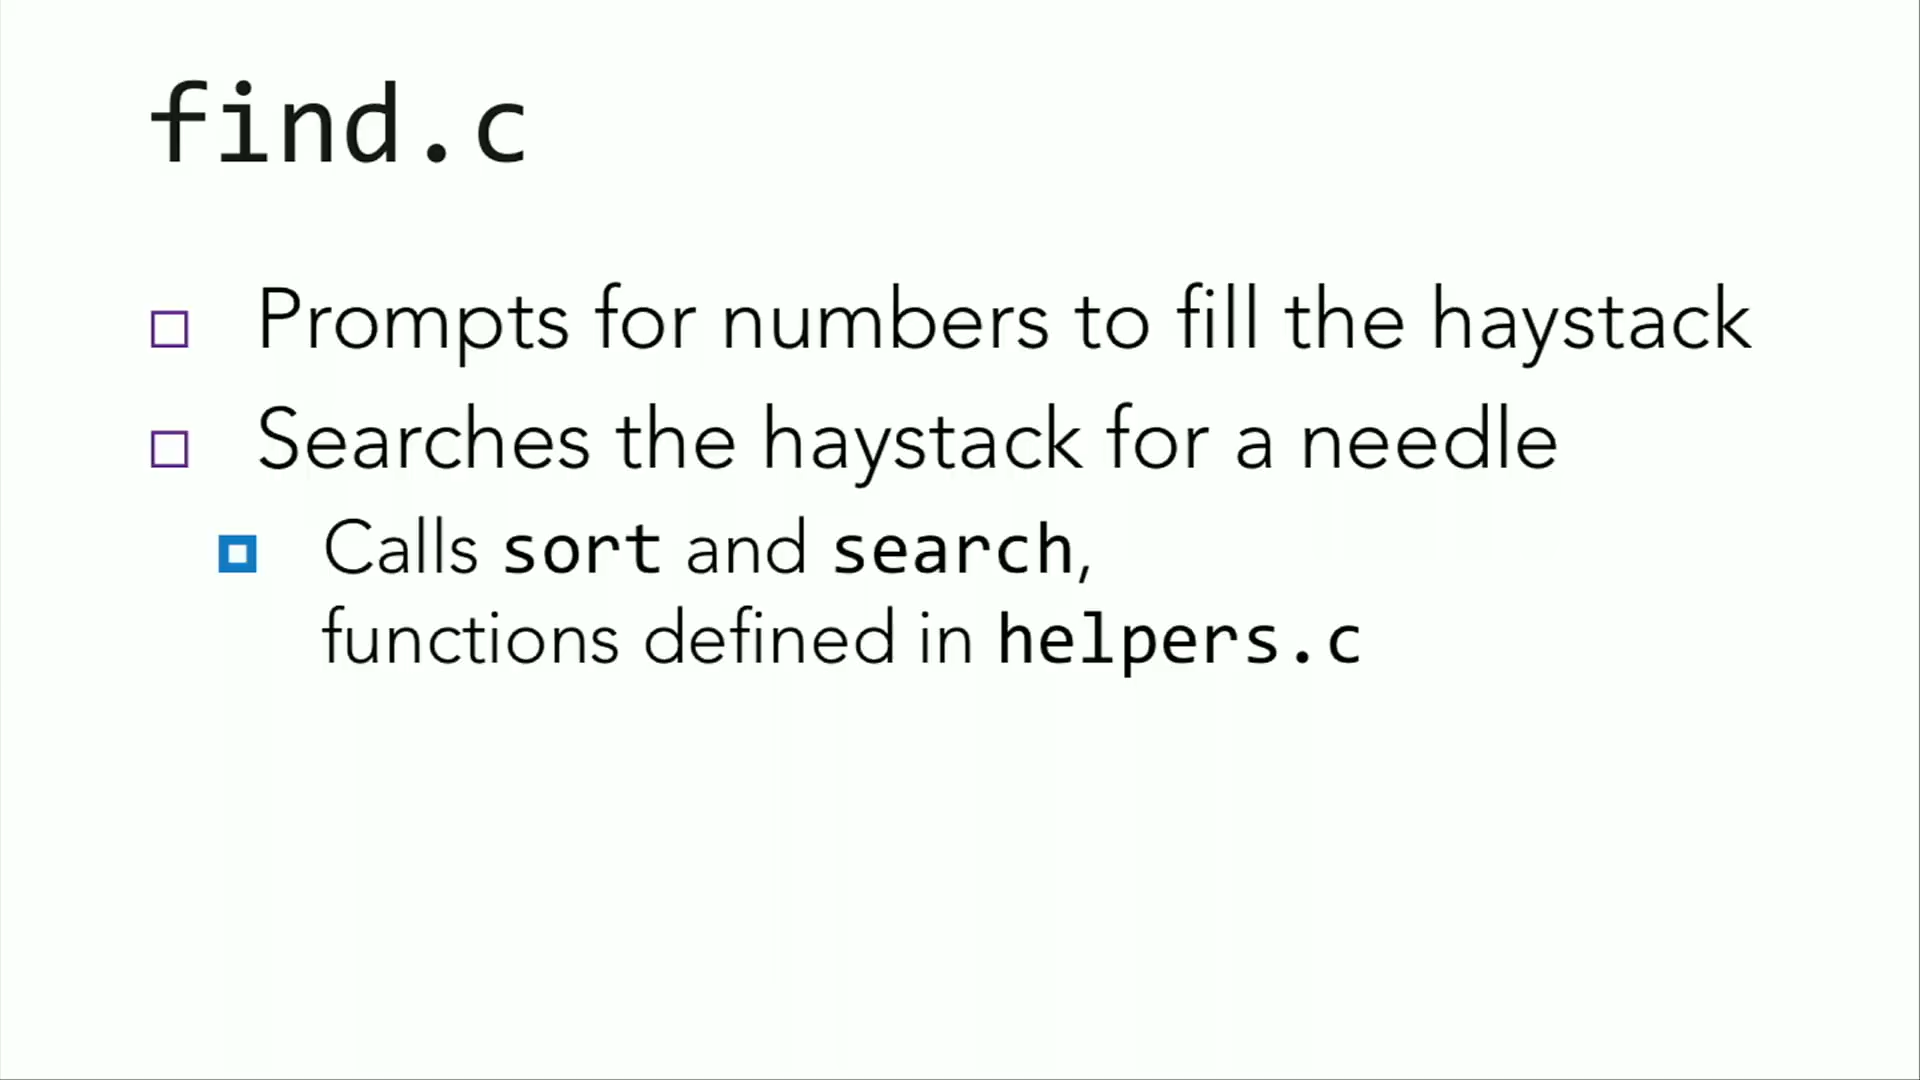 find.c
Prompts for numbers to fill the haystack
Searches the haystack for a needle
Calls sort and search,
functions defined in helpers.c